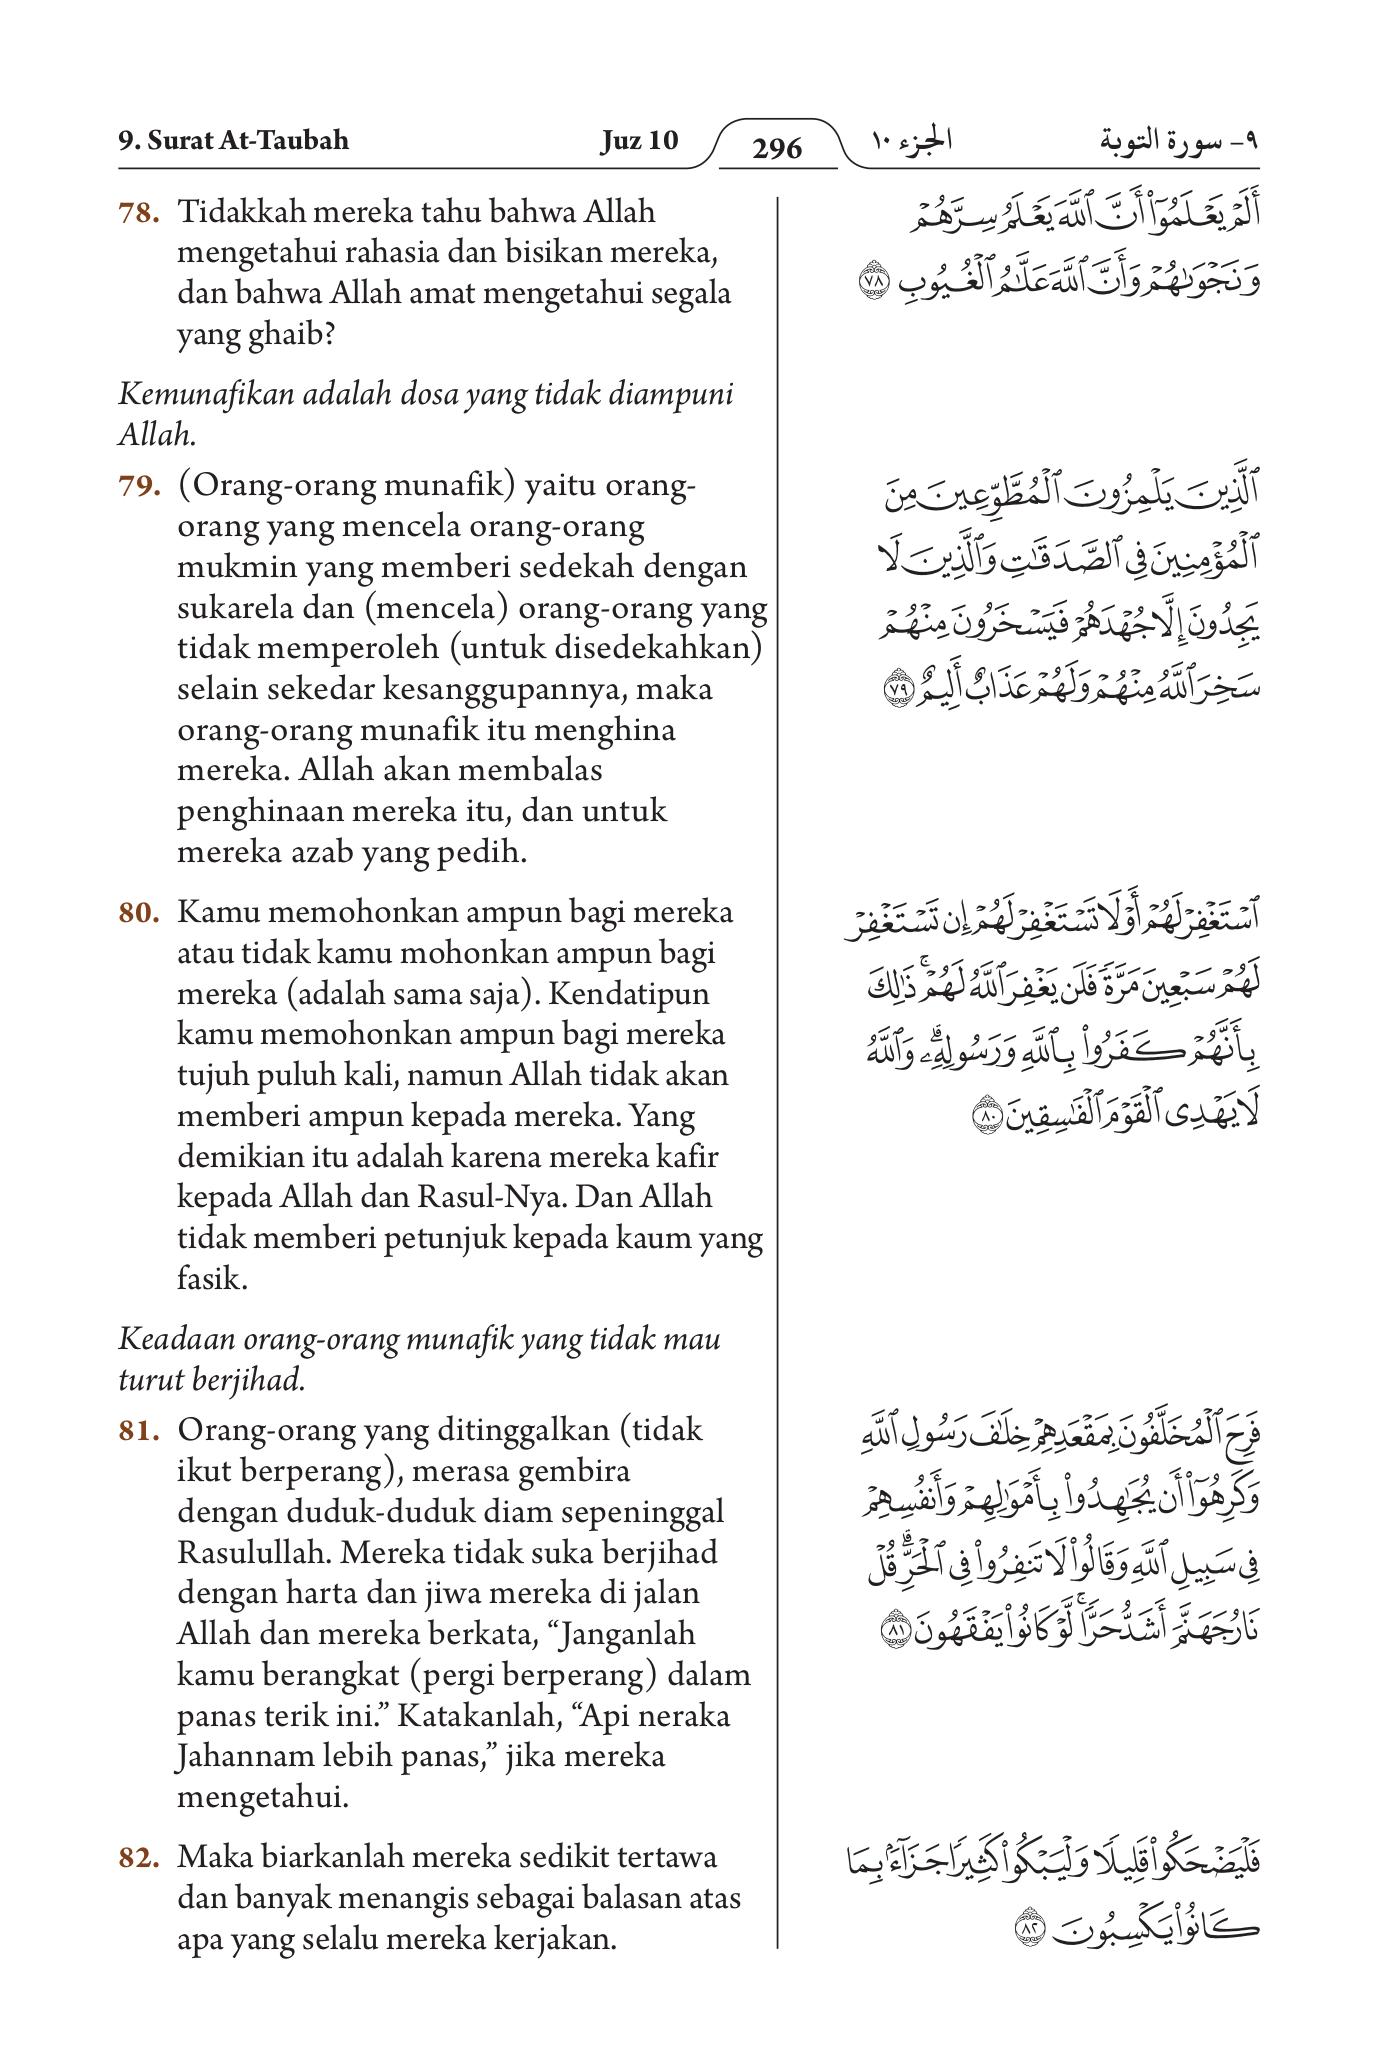 9. Surat At-Taubah
Juz 10
296
الجزء ١٠
٩- سورة التوبة
78. Tidakkah mereka tahu bahwa Allah
mengetahui rahasia dan bisikan mereka,
dan bahwa Allah amat mengetahui segala
yang ghaib?
Kemunafikan adalah dosa yang tidak diampuni
Allah.
79. (Orang-orang munafik) yaitu orang-
orang yang mencela orang-orang
mukmin yang memberi sedekah dengan
sukarela dan (mencela) orang-orang yang
tidak memperoleh (untuk disedekahkan)
selain sekedar kesanggupannya, maka
orang-orang munafik itu menghina
mereka. Allah akan membalas
penghinaan mereka itu, dan untuk
mereka azab yang pedih.
80. Kamu memohonkan ampun bagi mereka
atau tidak kamu mohonkan ampun bagi
mereka (adalah sama saja). Kendatipun
kamu memohonkan ampun bagi mereka
tujuh puluh kali, namun Allah tidak akan
memberi ampun kepada mereka. Yang
demikian itu adalah karena mereka kafir
kepada Allah dan Rasul-Nya. Dan Allah
tidak memberi petunjuk kepada kaum yang
fasik.
Keadaan orang-orang munafik yang tidak mau
turut berjihad.
81. Orang-orang yang ditinggalkan (tidak
ikut berperang), merasa gembira
dengan duduk-duduk diam sepeninggal
Rasulullah. Mereka tidak suka berjihad
dengan harta dan jiwa mereka di jalan
Allah dan mereka berkata, “Janganlah
kamu berangkat (pergi berperang) dalam
panas terik ini.” Katakanlah, “Api neraka
Jahannam lebih panas,” jika mereka
mengetahui.
82. Maka biarkanlah mereka sedikit tertawa
dan banyak menangis sebagai balasan atas
apa yang selalu mereka kerjakan.
أَلَمْ يَعْلَمُوٓا۟ أَنَّ ٱللَّهَ يَعْلَمُ سِرَّهُمْ
وَنَجْوَىٰهُمْ وَأَنَّ ٱللَّهَ عَلَّـٰمُ ٱلْغُيُوبِ ٧٨
ٱلَّذِينَ يَلْمِزُونَ ٱلْمُطَّوِّعِينَ مِنَ
ٱلْمُؤْمِنِينَ فِى ٱلصَّدَقَـٰتِ وَٱلَّذِينَ لَا
يَجِدُونَ إِلَّا جُهْدَهُمْ فَيَسْخَرُونَ مِنْهُمْ
سَخِرَ ٱللَّهُ مِنْهُمْ وَلَهُمْ عَذَابٌ أَلِيمٌ ٧٩
ٱسْتَغْفِرْ لَهُمْ أَوْ لَا تَسْتَغْفِرْ لَهُمْ إِن تَسْتَغْفِرْ
لَهُمْ سَبْعِينَ مَرَّةً فَلَن يَغْفِرَ ٱللَّهُ لَهُمْ ۚ ذَٰلِكَ
بِأَنَّهُمْ كَفَرُوا۟ بِٱللَّهِ وَرَسُولِهِۦ ۗ وَٱللَّهُ
لَا يَهْدِى ٱلْقَوْمَ ٱلْفَـٰسِقِينَ ٨٠
فَرِحَ ٱلْمُخَلَّفُونَ بِمَقْعَدِهِمْ خِلَـٰفَ رَسُولِ ٱللَّهِ
وَكَرِهُوٓا۟ أَن يُجَـٰهِدُوا۟ بِأَمْوَٰلِهِمْ وَأَنفُسِهِمْ
فِى سَبِيلِ ٱللَّهِ وَقَالُوا۟ لَا تَنفِرُوا۟ فِى ٱلْحَرِّ ۗ قُلْ
نَارُ جَهَنَّمَ أَشَدُّ حَرًّا ۚ لَّوْ كَانُوا۟ يَفْقَهُونَ ٨١
فَلْيَضْحَكُوا۟ قَلِيلًا وَلْيَبْكُوا۟ كَثِيرًا جَزَآءًۢ بِمَا
كَانُوا۟ يَكْسِبُونَ ٨٢